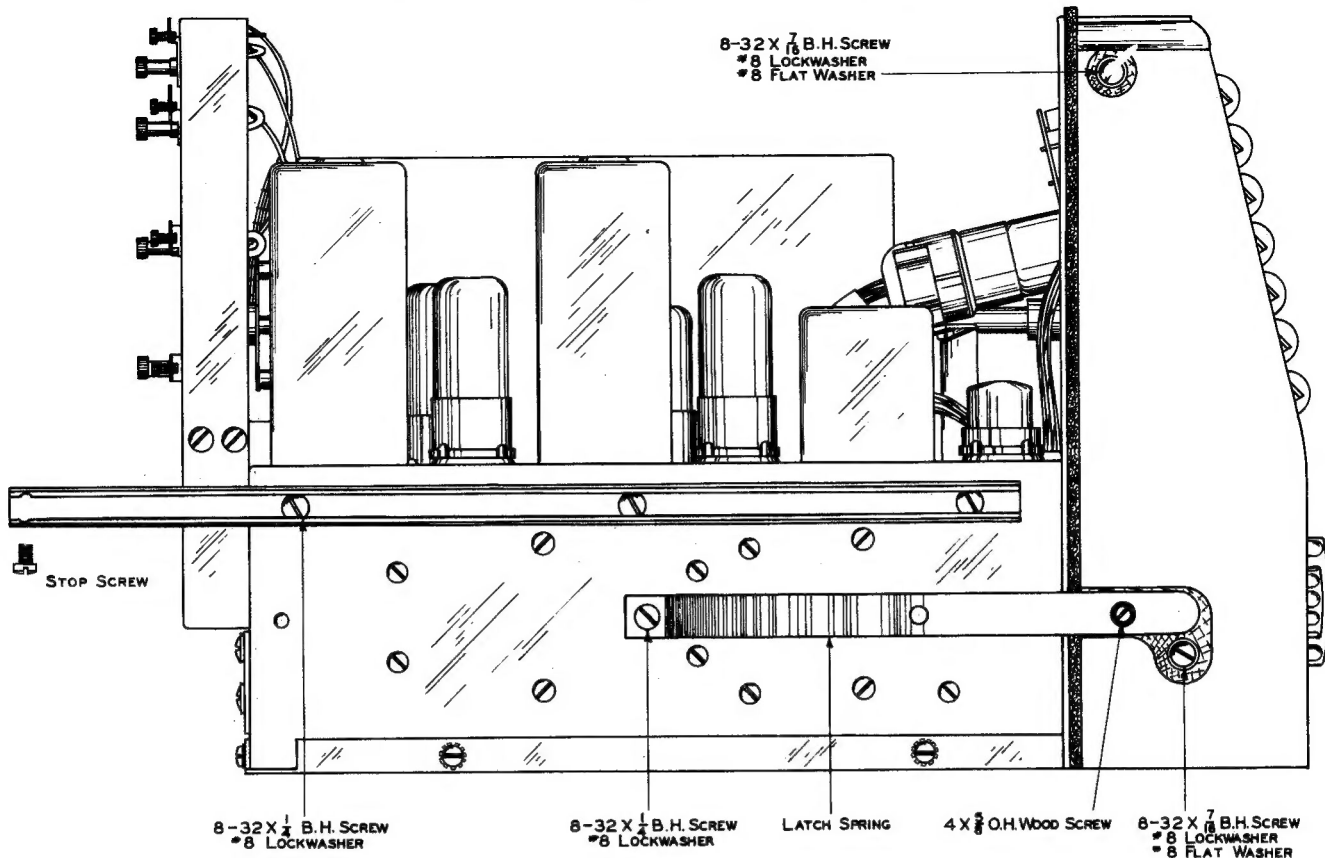 8-32 X 7/16 B.H. SCREW
#8 LOCKWASHER
#8 FLAT WASHER
STOP SCREW
8-32 X 1/4 B.H. SCREW
#8 LOCKWASHER
8-32 X 1/4 B.H. SCREW
#8 LOCKWASHER
LATCH SPRING
4 X 5/8 O.H. WOOD SCREW
8-32 X 7/16 B.H. SCREW
#8 LOCKWASHER
#8 FLAT WASHER